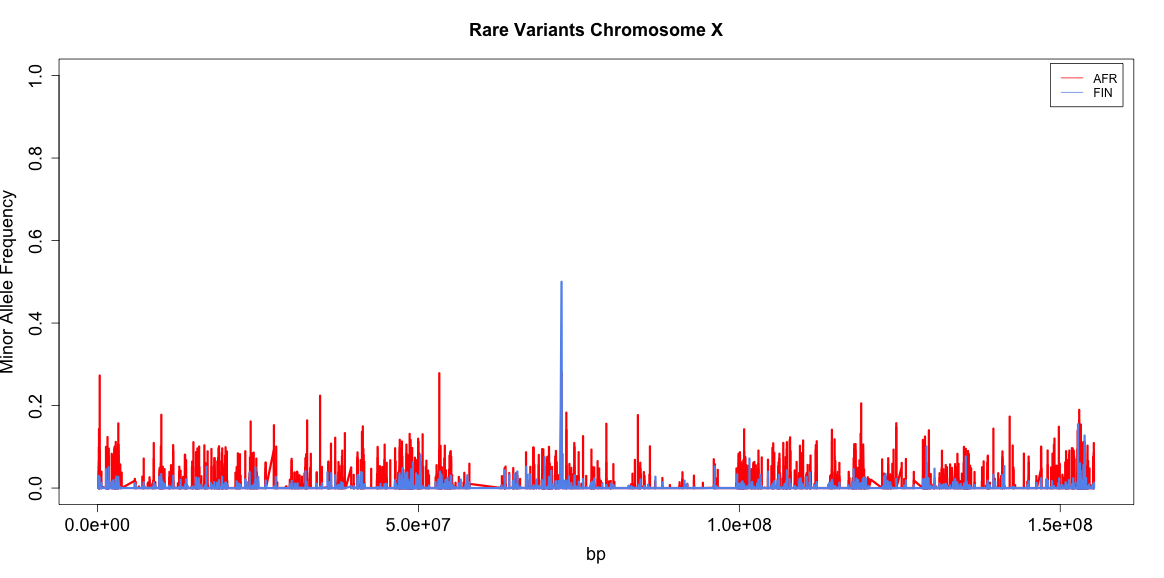 Rare Variants Chromosome X
AFR
FIN
Minor Allele Frequency
1.0
0.8
0.6
0.4
0.2
0.0
0.0e+00
5.0e+07
1.0e+08
1.5e+08
bp